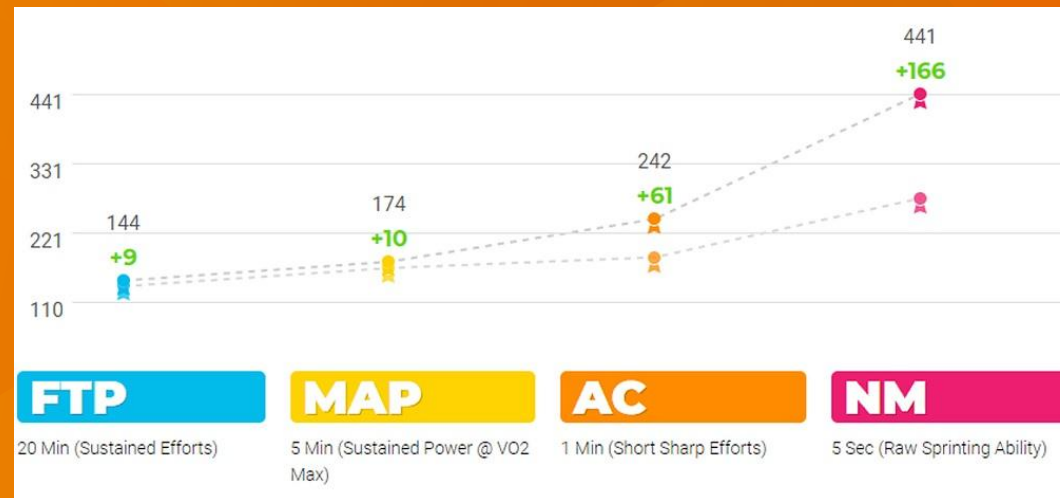 441
+166
441
331
242
+61
174
+10
144
+9
221
110
FTP
MAP
AC
NM
20 Min (Sustained Efforts)
5 Min (Sustained Power @ VO2
Max)
1 Min (Short Sharp Efforts)
5 Sec (Raw Sprinting Ability)